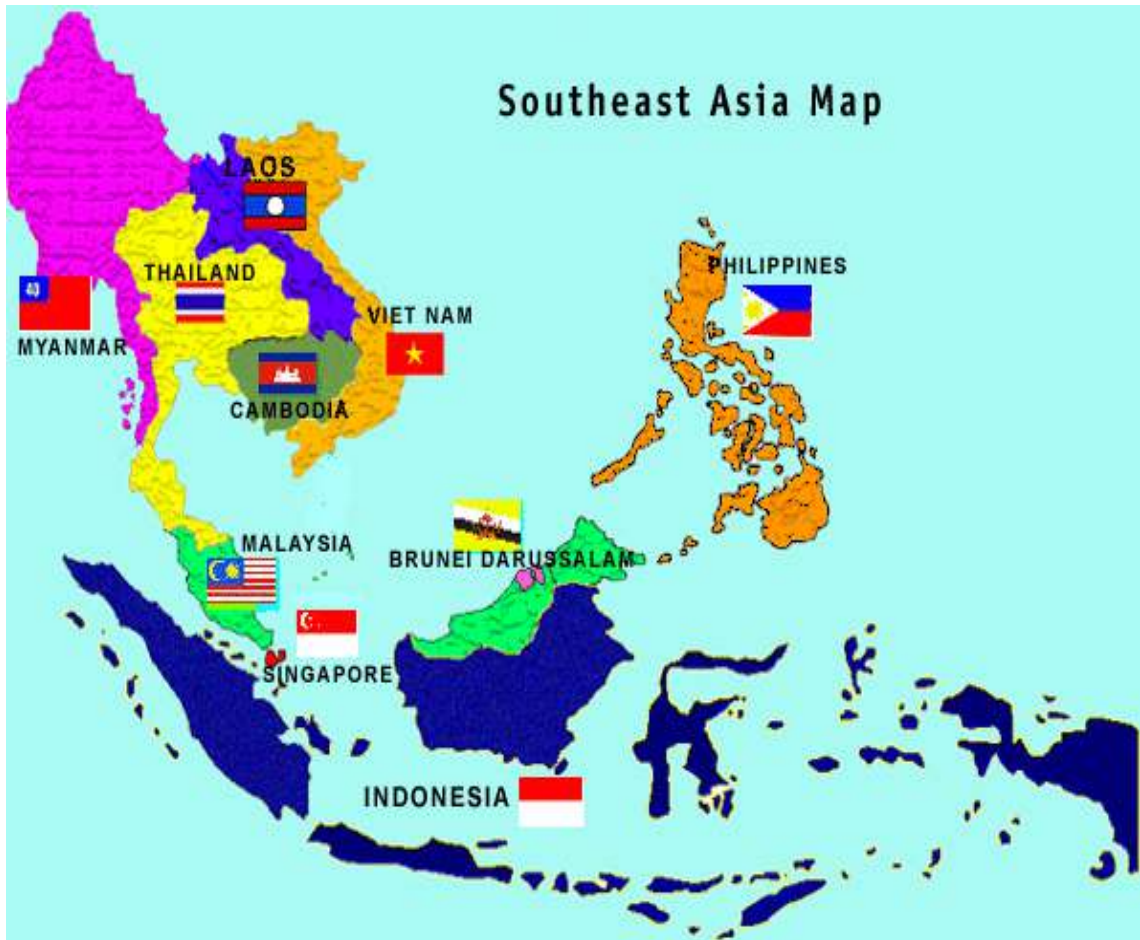 Southeast Asia Map
LAOS
THAILAND
PHILIPPINES
VIET NAM
MYANMAR
CAMBODIA
MALAYSIA
BRUNEI DARUSSALAM
SINGAPORE
INDONESIA